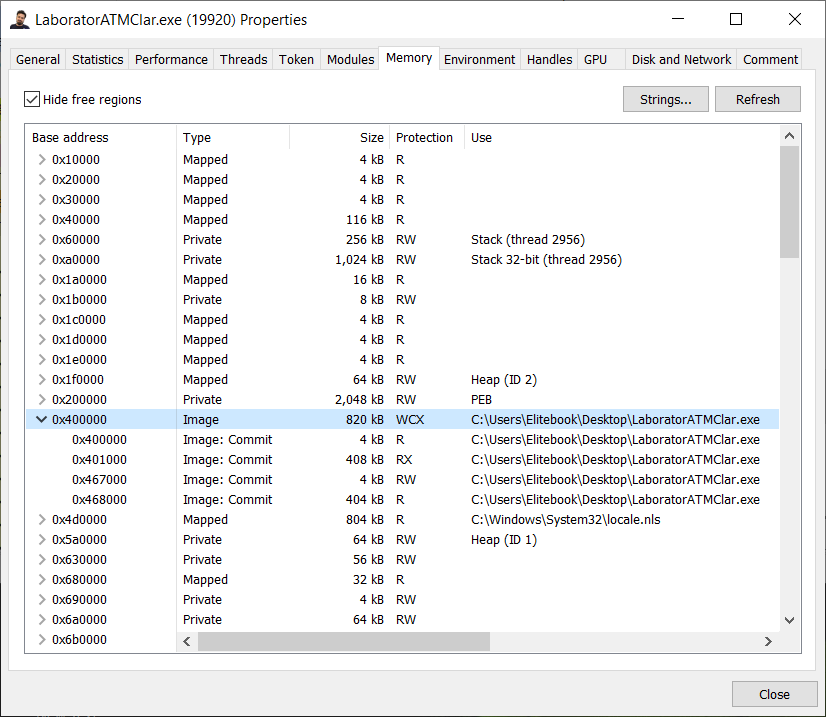 LaboratorATMClar.exe (19920) Properties
General Statistics Performance Threads Token Modules Memory Environment Handles GPU Disk and Network Comment
Hide free regions Strings... Refresh
Base address Type Size Protection Use
0x10000 Mapped 4 kB R
0x20000 Mapped 4 kB R
0x30000 Mapped 4 kB R
0x40000 Mapped 116 kB R
0x60000 Private 256 kB RW Stack (thread 2956)
0xa0000 Private 1,024 kB RW Stack 32-bit (thread 2956)
0x1a0000 Mapped 16 kB R
0x1b0000 Private 8 kB RW
0x1c0000 Mapped 4 kB R
0x1d0000 Mapped 4 kB R
0x1e0000 Mapped 4 kB R
0x1f0000 Mapped 64 kB RW Heap (ID 2)
0x200000 Private 2,048 kB RW PEB
0x400000 Image 820 kB WCX C:\Users\Elitebook\Desktop\LaboratorATMClar.exe
0x400000 Image: Commit 4 kB R C:\Users\Elitebook\Desktop\LaboratorATMClar.exe
0x401000 Image: Commit 408 kB RX C:\Users\Elitebook\Desktop\LaboratorATMClar.exe
0x467000 Image: Commit 4 kB RW C:\Users\Elitebook\Desktop\LaboratorATMClar.exe
0x468000 Image: Commit 404 kB R C:\Users\Elitebook\Desktop\LaboratorATMClar.exe
0x4d0000 Mapped 804 kB R C:\Windows\System32\locale.nls
0x5a0000 Private 64 kB RW Heap (ID 1)
0x630000 Private 56 kB RW
0x680000 Mapped 32 kB R
0x690000 Private 4 kB RW
0x6a0000 Private 64 kB RW
0x6b0000
Close